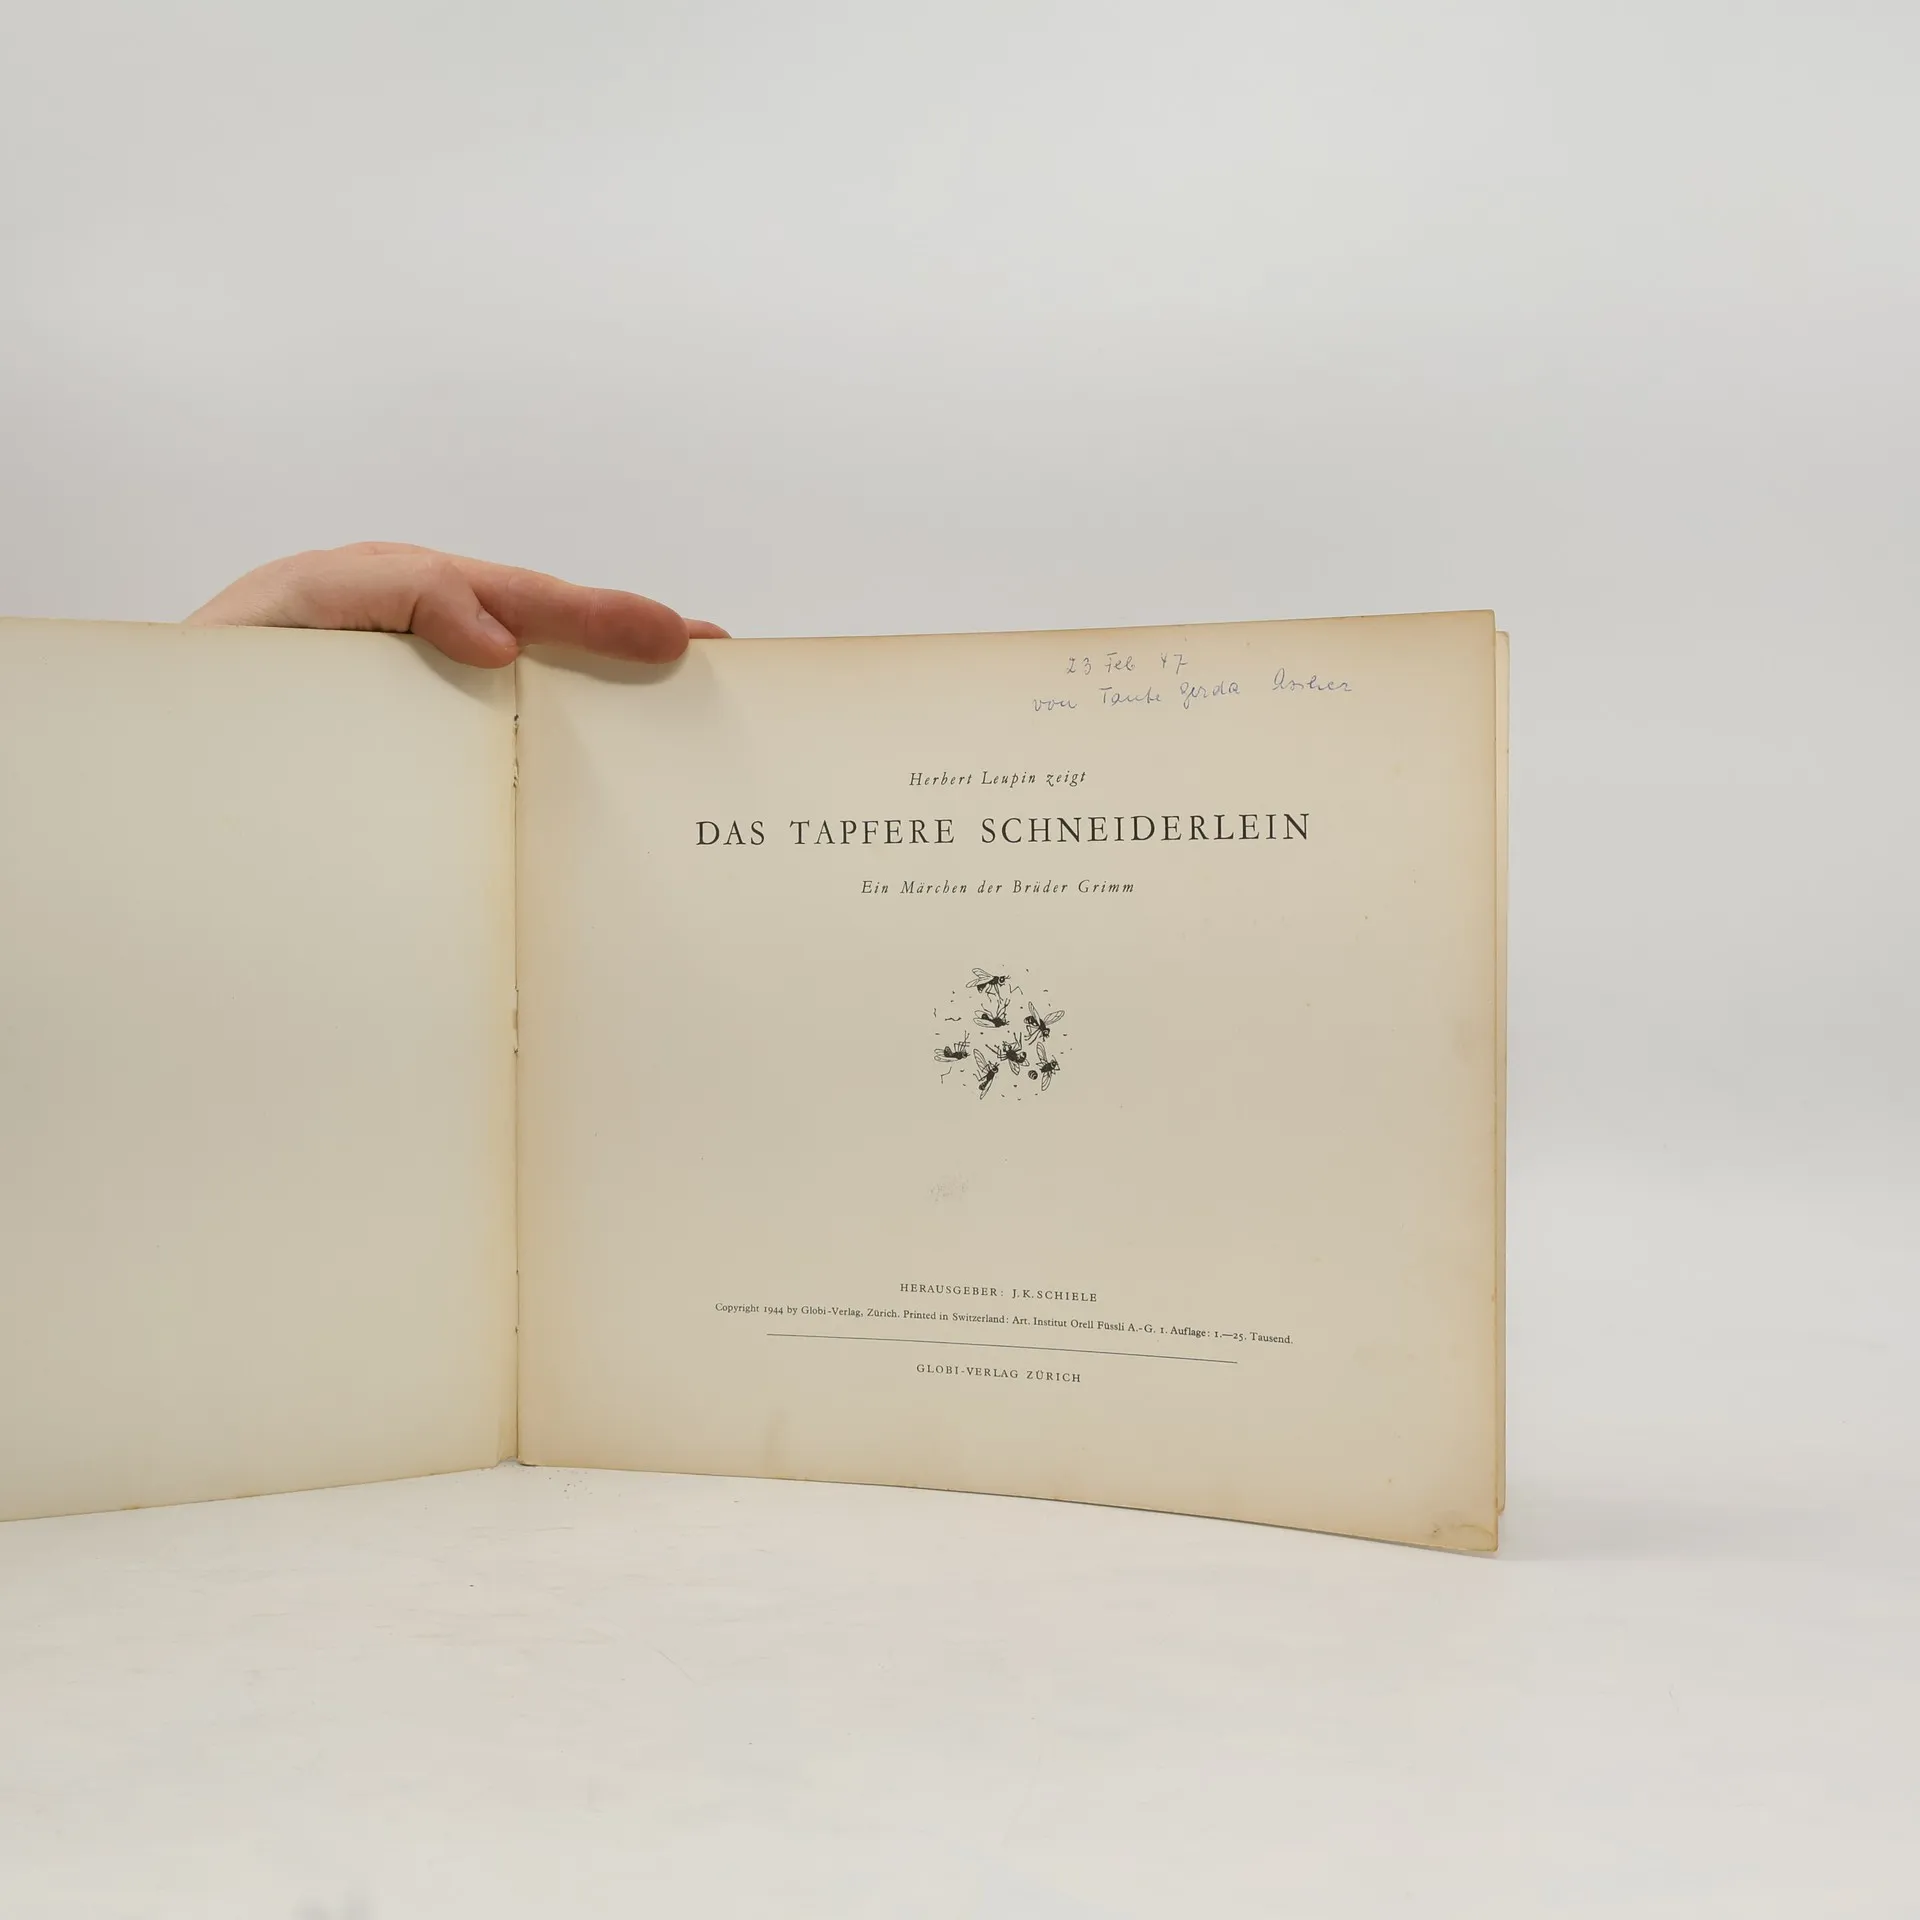 23 Feb 47
von Tante Gerda
Herbert Leupin zeigt
DAS TAPFERE SCHNEIDERLEIN
Ein Märchen der Brüder Grimm
HERAUSGEBER: J. K. SCHIELE
Copyright 1944 by Globi-Verlag, Zürich. Printed in Switzerland: Art. Institut Orell Füssli A.-G. 1. Auflage: 1.—25. Tausend.
GLOBI-VERLAG ZÜRICH